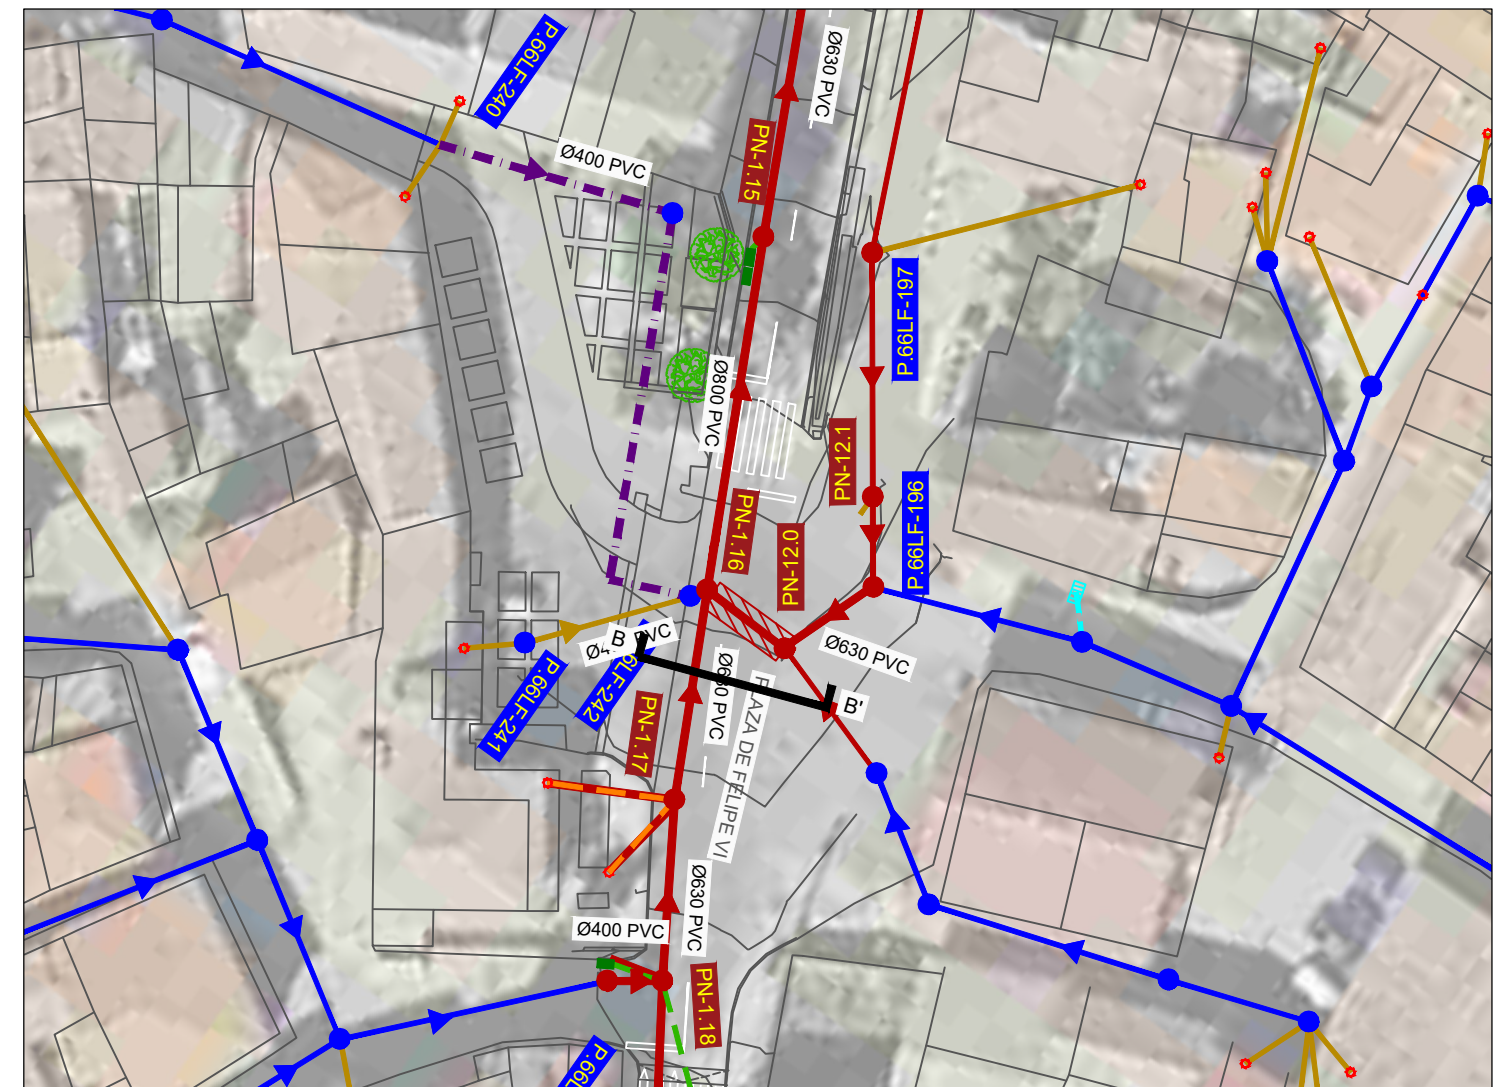 P.66LF-240
Ø630 PVC
Ø400 PVC
PN-1.15
P.66LF-197
Ø800 PVC
PN-12.1
PN-1.16
P.66LF-196
PN-12.0
B
PVC
Ø630 PVC
6LF-242
P.66LF-241
Ø630 PVC
B'
PN-1.17
PLAZA DE FELIPE VI
Ø630 PVC
Ø400 PVC
PN-1.18
P.66L